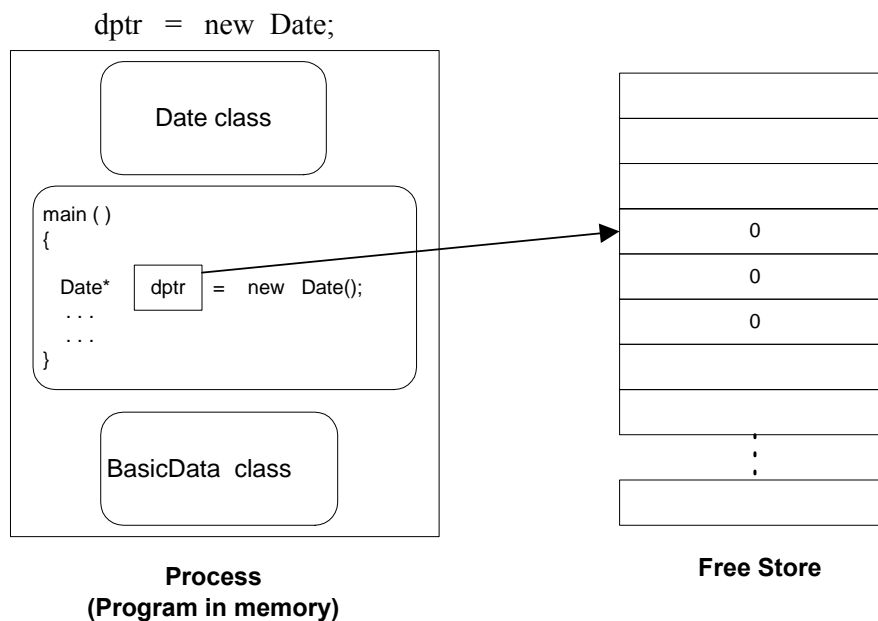 dptr = new Date;
Date class
main ( )
{
Date* dptr = new Date();
. . .
. . .
}
BasicData class
Process
(Program in memory)
0
0
0
Free Store